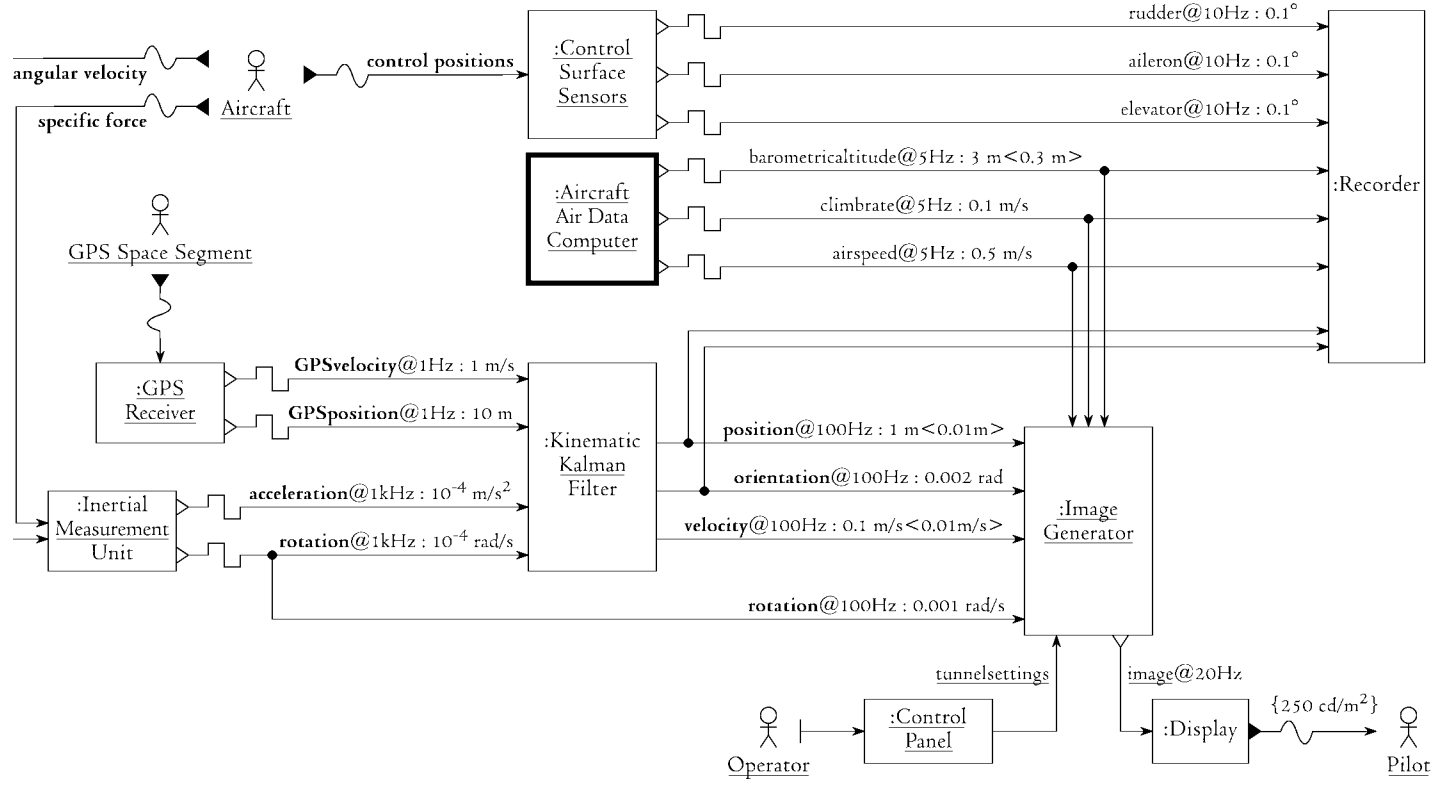 rudder@10Hz : 0.1°
:Control
Surface
Sensors
control positions
aileron@10Hz : 0.1°
angular velocity
Aircraft
specific force
elevator@10Hz : 0.1°
barometricaltitude@5Hz : 3 m<0.3 m>
:Recorder
:Aircraft
Air Data
Computer
climbrate@5Hz : 0.1 m/s
airspeed@5Hz : 0.5 m/s
GPS Space Segment
:GPS
Receiver
GPSvelocity@1Hz : 1 m/s
GPSposition@1Hz : 10 m
:Kinematic
Kalman
Filter
position@100Hz : 1 m<0.01m>
orientation@100Hz : 0.002 rad
velocity@100Hz : 0.1 m/s<0.01m/s>
:Inertial
Measurement
Unit
acceleration@1kHz : 10⁻⁴ m/s²
rotation@1kHz : 10⁻⁴ rad/s
:Image
Generator
rotation@100Hz : 0.001 rad/s
tunnelsettings
image@20Hz
Operator
:Control
Panel
:Display
{250 cd/m²}
Pilot